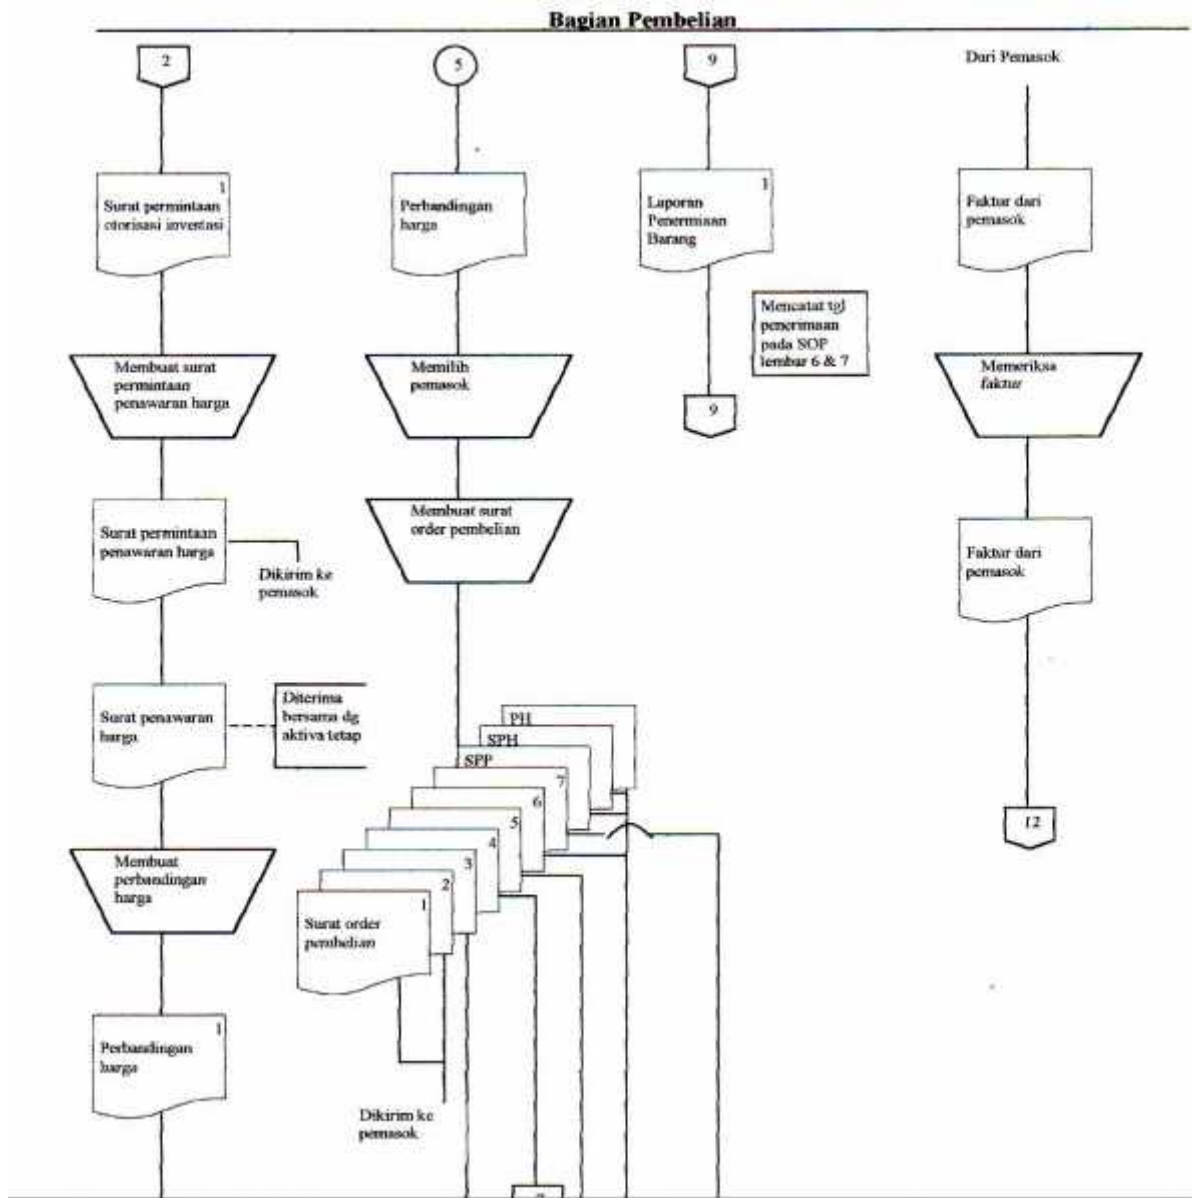 Bagian Pembelian
2
1
Surat permintaan
otorisasi investasi
Membuat surat
permintaan
penawaran harga
Surat permintaan
penawaran harga
Dikirim ke
pemasok
Surat penawaran
harga
Diterima
bersama dg
aktiva tetap
Membuat
perbandingan
harga
1
Perbandingan
harga
5
Perbandingan
harga
Memilih
pemasok
Membuat surat
order pembelian
PH
SPH
SPP
7
6
5
4
3
2
1
Surat order
pembelian
Dikirim ke
pemasok
9
1
Laporan
Penermiaan
Barang
Mencatat tgl
penerimaan
pada SOP
lembar 6 & 7
9
Dari Pemasok
Faktur dari
pemasok
Memeriksa
faktur
Faktur dari
pemasok
12